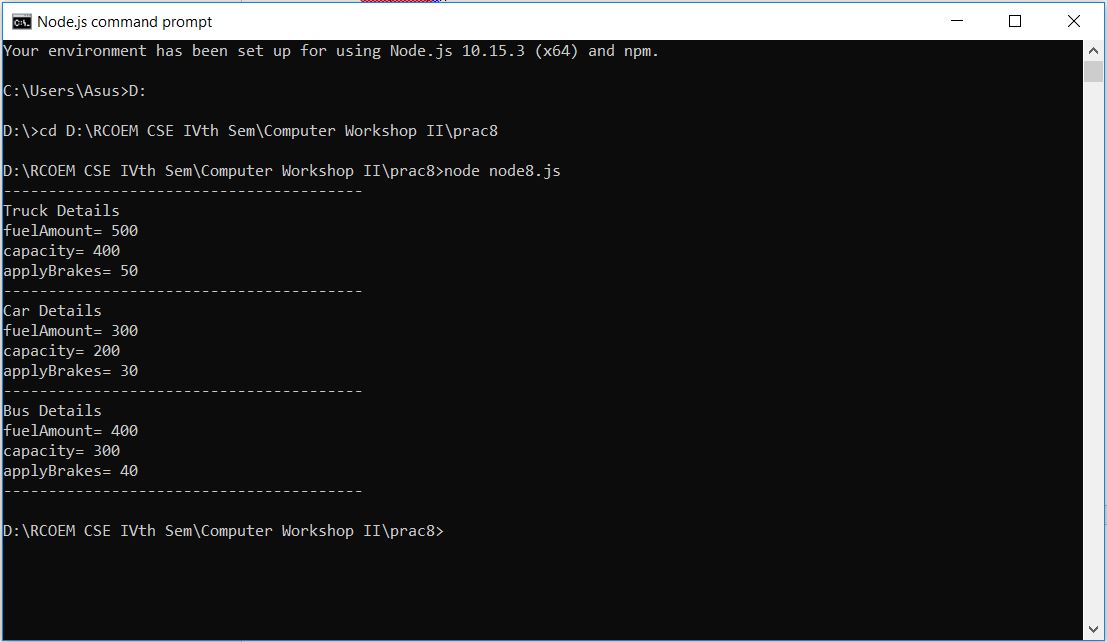 Node.js command prompt
Your environment has been set up for using Node.js 10.15.3 (x64) and npm.
C:\Users\Asus>D:
D:\>cd D:\RCOEM CSE IVth Sem\Computer Workshop II\prac8
D:\RCOEM CSE IVth Sem\Computer Workshop II\prac8>node node8.js
----------------------------------------
Truck Details
fuelAmount= 500
capacity= 400
applyBrakes= 50
----------------------------------------
Car Details
fuelAmount= 300
capacity= 200
applyBrakes= 30
----------------------------------------
Bus Details
fuelAmount= 400
capacity= 300
applyBrakes= 40
----------------------------------------
D:\RCOEM CSE IVth Sem\Computer Workshop II\prac8>